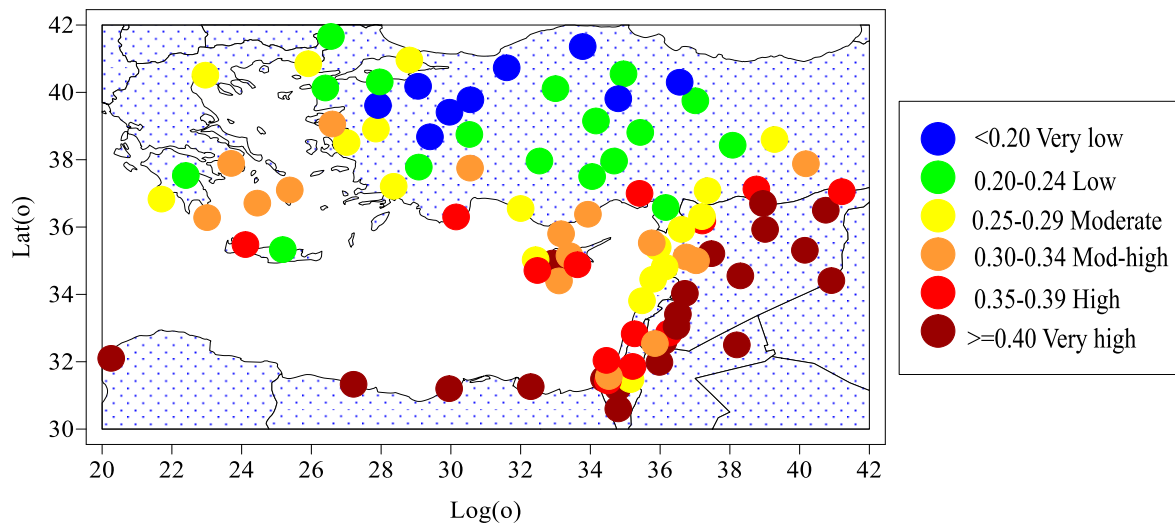 42
40
38
36
34
32
30
Lat(o)
20 22 24 26 28 30 32 34 36 38 40 42
Log(o)
<0.20 Very low
0.20-0.24 Low
0.25-0.29 Moderate
0.30-0.34 Mod-high
0.35-0.39 High
>=0.40 Very high